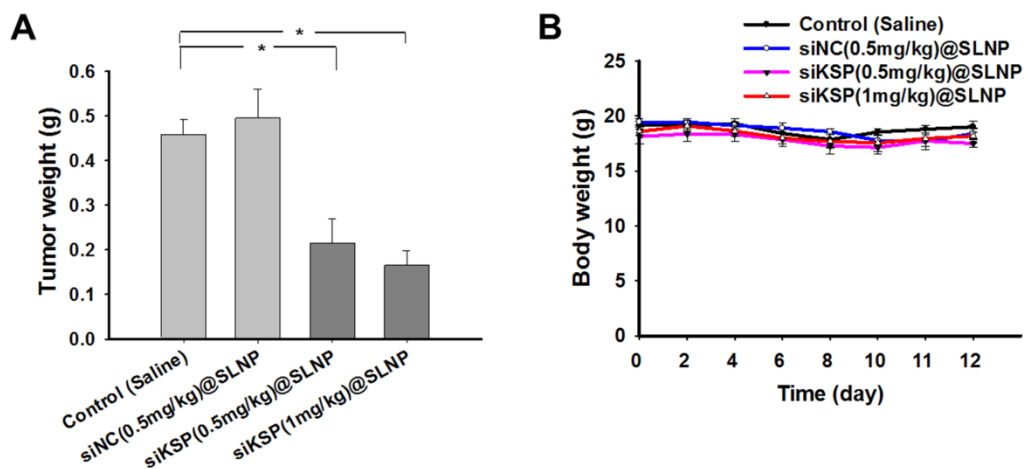 A
*
*
Tumor weight (g)
0.6
0.5
0.4
0.3
0.2
0.1
0.0
Control (Saline)
siNC(0.5mg/kg)@SLNP
siKSP(0.5mg/kg)@SLNP
siKSP(1mg/kg)@SLNP
B
Control (Saline)
siNC(0.5mg/kg)@SLNP
siKSP(0.5mg/kg)@SLNP
siKSP(1mg/kg)@SLNP
Body weight (g)
25
20
15
10
5
0
0 2 4 6 8 10 11 12
Time (day)